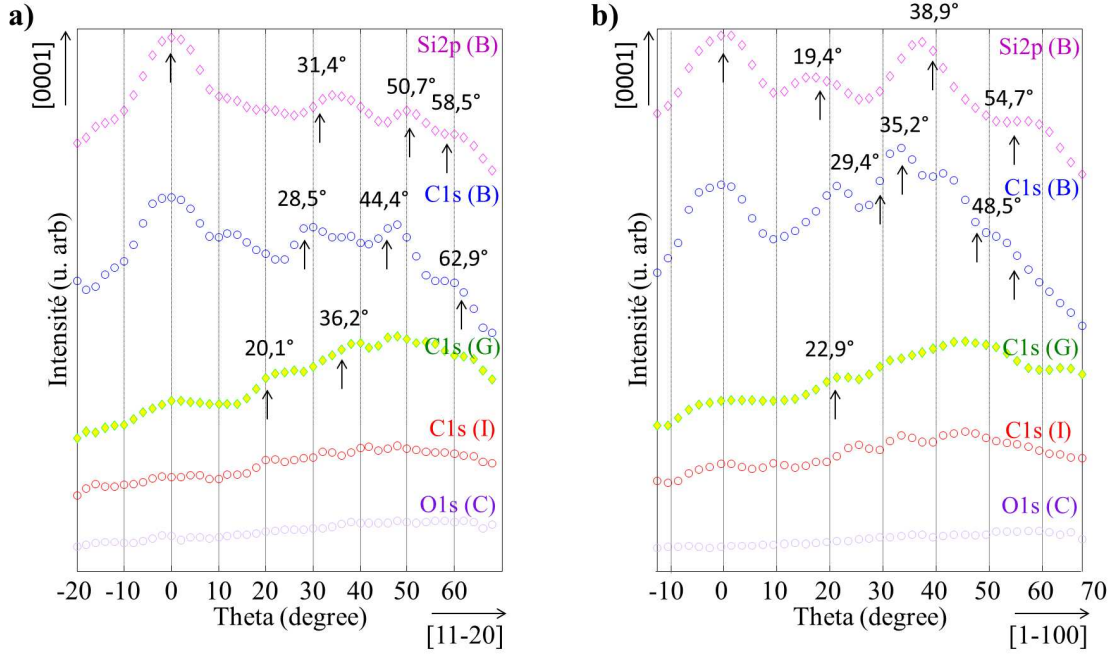 a)
[0001]
Si2p (B)
31,4°
50,7°
58,5°
C1s (B)
28,5°
44,4°
62,9°
C1s (G)
20,1°
36,2°
C1s (I)
O1s (C)
Intensité (u. arb)
-20 -10 0 10 20 30 40 50 60
Theta (degree)
[11-20]
b)
[0001]
38,9°
Si2p (B)
19,4°
54,7°
35,2°
29,4°
C1s (B)
48,5°
C1s (G)
22,9°
C1s (I)
O1s (C)
Intensité (u. arb)
-10 0 10 20 30 40 50 60 70
Theta (degree)
[1-100]